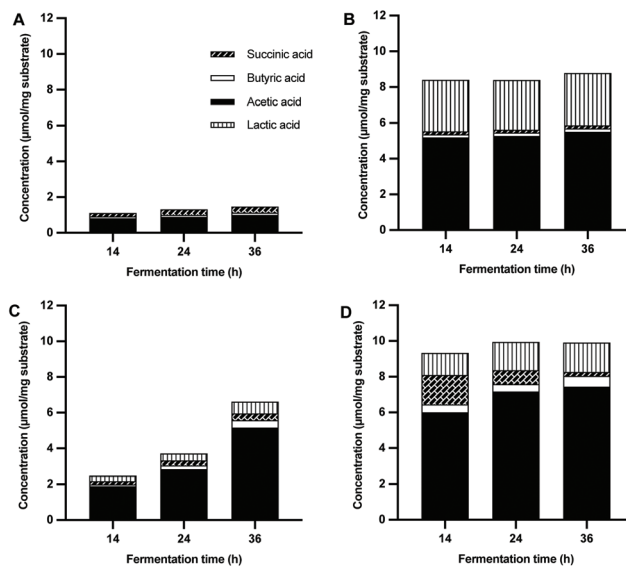 A
Concentration (µmol/mg substrate)
12
10
8
6
4
2
0
14 24 36
Fermentation time (h)
Succinic acid
Butyric acid
Acetic acid
Lactic acid
B
Concentration (µmol/mg substrate)
12
10
8
6
4
2
0
14 24 36
Fermentation time (h)
C
Concentration (µmol/mg substrate)
12
10
8
6
4
2
0
14 24 36
Fermentation time (h)
D
Concentration (µmol/mg substrate)
12
10
8
6
4
2
0
14 24 36
Fermentation time (h)